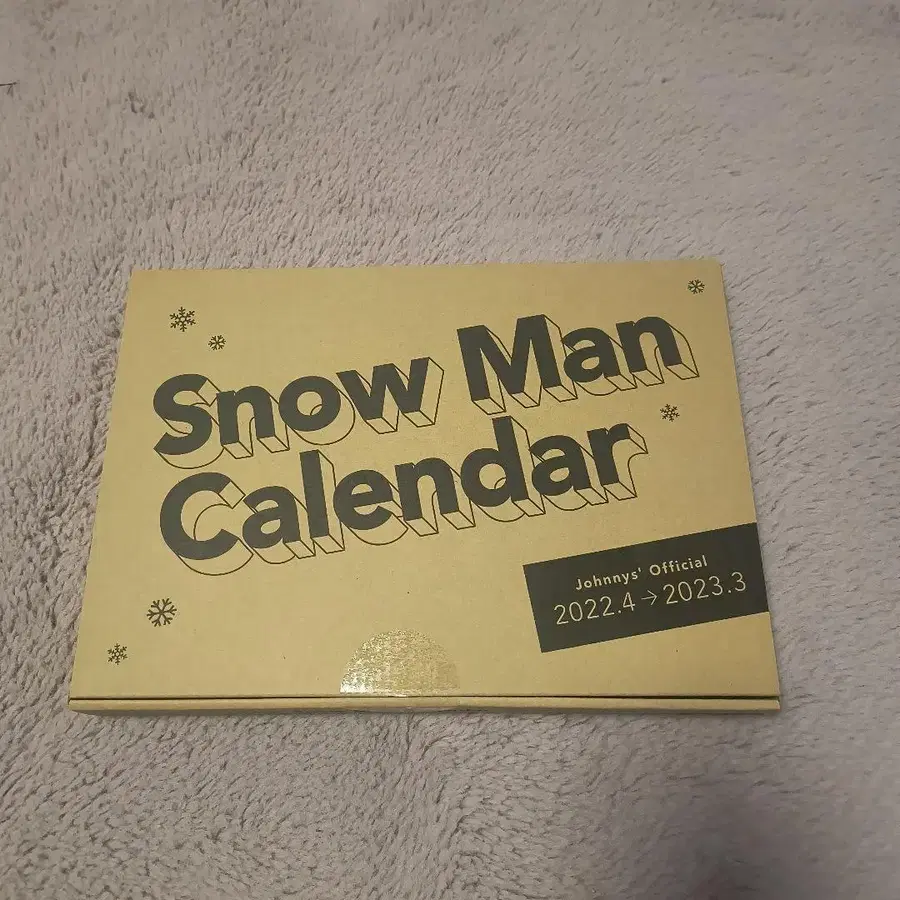 Snow Man
Calendar
Johnnys' Official
2022.4→2023.3